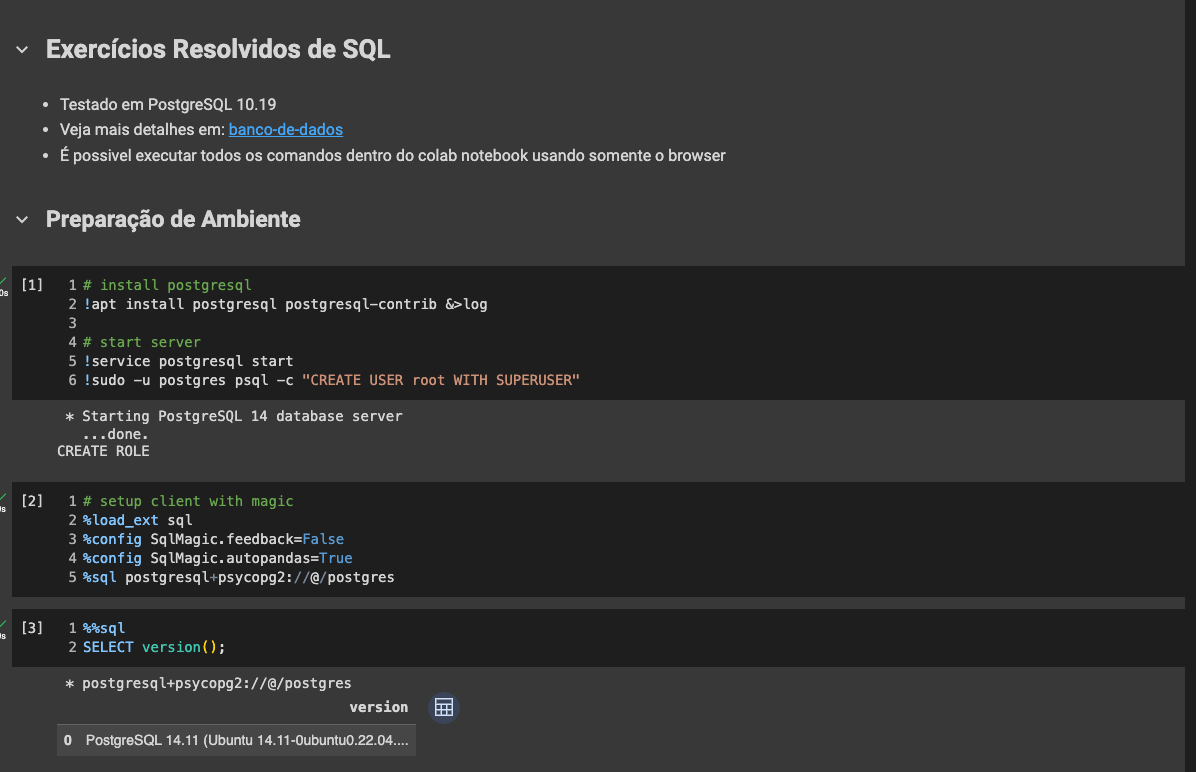 Exercícios Resolvidos de SQL
• Testado em PostgreSQL 10.19
• Veja mais detalhes em: banco-de-dados
• É possivel executar todos os comandos dentro do colab notebook usando somente o browser
Preparação de Ambiente
[1] 1 # install postgresql
2 !apt install postgresql postgresql-contrib &>log
3
4 # start server
5 !service postgresql start
6 !sudo -u postgres psql -c "CREATE USER root WITH SUPERUSER"
* Starting PostgreSQL 14 database server
...done.
CREATE ROLE
[2] 1 # setup client with magic
2 %load_ext sql
3 %config SqlMagic.feedback=False
4 %config SqlMagic.autopandas=True
5 %sql postgresql+psycopg2://@/postgres
[3] 1 %%sql
2 SELECT version();
* postgresql+psycopg2://@/postgres
version
0 PostgreSQL 14.11 (Ubuntu 14.11-0ubuntu0.22.04....